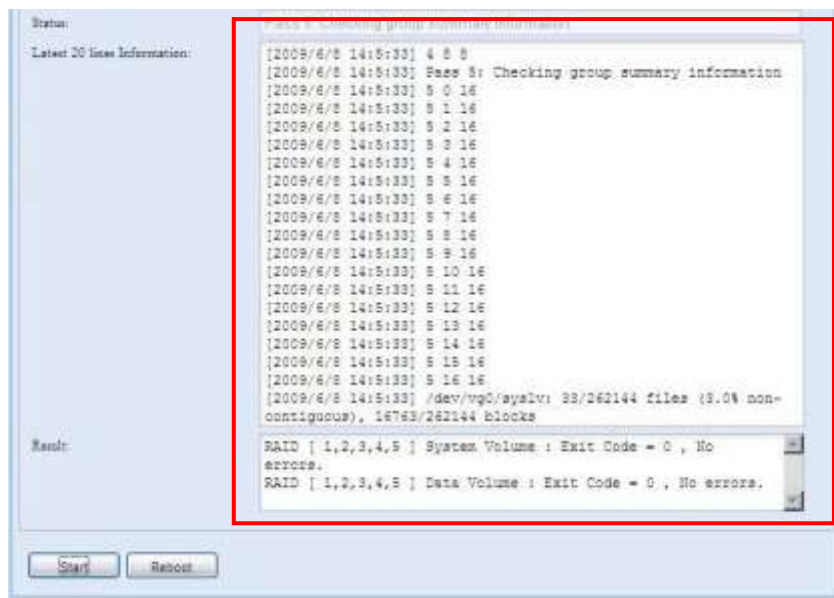 Status:
Pass 5: Checking group summary information
Latest 20 lines Information:
[2009/6/8 14:5:33] 4 8 8
[2009/6/8 14:5:33] Pass 5: Checking group summary information
[2009/6/8 14:5:33] 5 0 16
[2009/6/8 14:5:33] 5 1 16
[2009/6/8 14:5:33] 5 2 16
[2009/6/8 14:5:33] 5 3 16
[2009/6/8 14:5:33] 5 4 16
[2009/6/8 14:5:33] 5 5 16
[2009/6/8 14:5:33] 5 6 16
[2009/6/8 14:5:33] 5 7 16
[2009/6/8 14:5:33] 5 8 16
[2009/6/8 14:5:33] 5 9 16
[2009/6/8 14:5:33] 5 10 16
[2009/6/8 14:5:33] 5 11 16
[2009/6/8 14:5:33] 5 12 16
[2009/6/8 14:5:33] 5 13 16
[2009/6/8 14:5:33] 5 14 16
[2009/6/8 14:5:33] 5 15 16
[2009/6/8 14:5:33] 5 16 16
[2009/6/8 14:5:33] /dev/vg0/syslv: 33/262144 files (3.0% non-
contiguous), 16763/262144 blocks
Result:
RAID [ 1,2,3,4,5 ] System Volume : Exit Code = 0 , No
errors.
RAID [ 1,2,3,4,5 ] Data Volume : Exit Code = 0 , No errors.
Start
Reboot